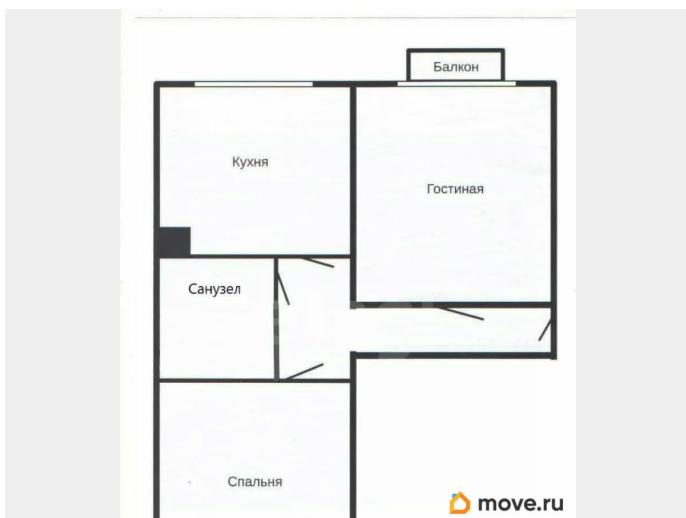 Балкон
Кухня
Гостиная
Санузел
Спальня
move.ru